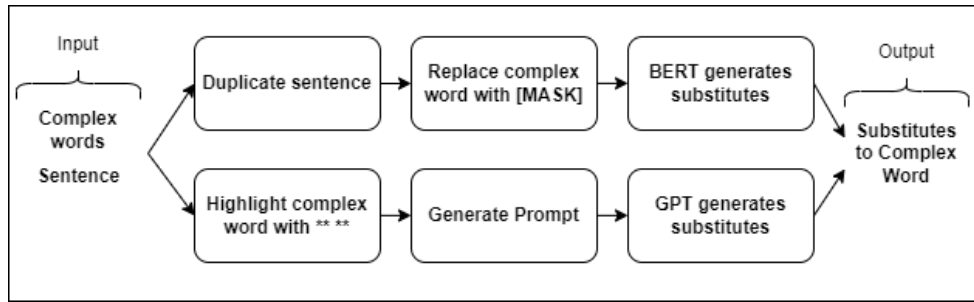 Input
Complex
words
Sentence
Duplicate sentence
Replace complex
word with [MASK]
BERT generates
substitutes
Highlight complex
word with ** **
Generate Prompt
GPT generates
substitutes
Output
Substitutes
to Complex
Word